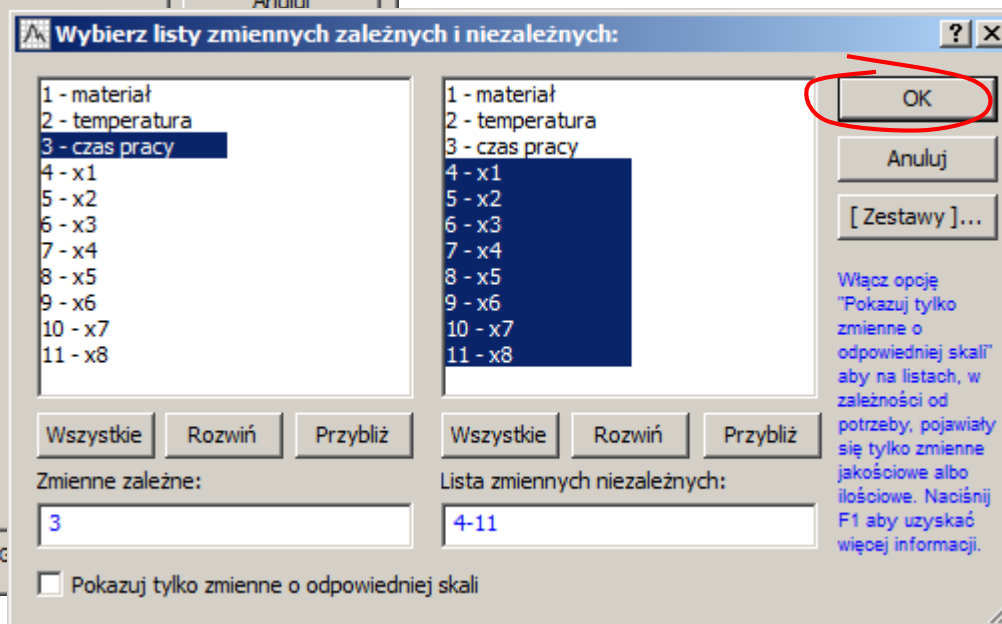 Anuluj
Wybierz listy zmiennych zależnych i niezależnych:
1 - materiał
2 - temperatura
3 - czas pracy
4 - x1
5 - x2
6 - x3
7 - x4
8 - x5
9 - x6
10 - x7
11 - x8
Wszystkie Rozwiń Przybliż
Zmienne zależne:
3
1 - materiał
2 - temperatura
3 - czas pracy
4 - x1
5 - x2
6 - x3
7 - x4
8 - x5
9 - x6
10 - x7
11 - x8
Wszystkie Rozwiń Przybliż
Lista zmiennych niezależnych:
4-11
OK
Anuluj
[ Zestawy ]...
Włącz opcję
"Pokazuj tylko
zmienne o
odpowiedniej skali"
aby na listach, w
zależności od
potrzeby, pojawiały
się tylko zmienne
jakościowe albo
ilościowe. Naciśnij
F1 aby uzyskać
więcej informacji.
Pokazuj tylko zmienne o odpowiedniej skali